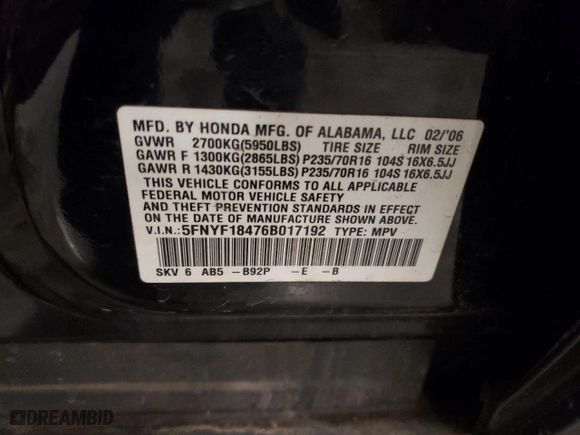 MFD. BY HONDA MFG. OF ALABAMA, LLC 02/'06
GVWR 2700KG(5950LBS) TIRE SIZE RIM SIZE
GAWR F 1300KG(2865LBS) P235/70R16 104S 16X6.5JJ
GAWR R 1430KG(3155LBS) P235/70R16 104S 16X6.5JJ
THIS VEHICLE CONFORMS TO ALL APPLICABLE
FEDERAL MOTOR VEHICLE SAFETY
AND THEFT PREVENTION STANDARDS IN EFFECT
ON THE DATE OF MANUFACTURE SHOWN ABOVE.
V.I.N.: 5FNYF18476B017192 TYPE: MPV
SKV 6 AB5 -B92P -E -B
DREAMBID